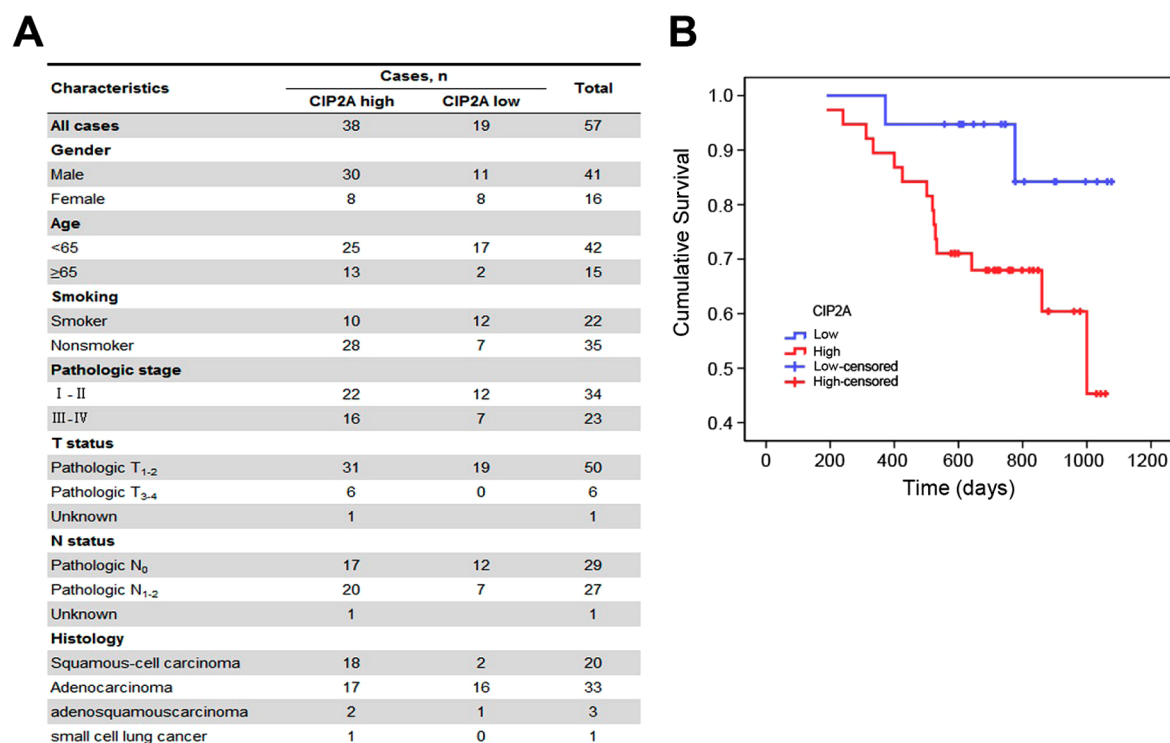 A
Characteristics Cases, n Total
CIP2A high CIP2A low
All cases 38 19 57
Gender
Male 30 11 41
Female 8 8 16
Age
<65 25 17 42
≥65 13 2 15
Smoking
Smoker 10 12 22
Nonsmoker 28 7 35
Pathologic stage
Ⅰ-Ⅱ 22 12 34
Ⅲ-Ⅳ 16 7 23
T status
Pathologic T1-2 31 19 50
Pathologic T3-4 6 0 6
Unknown 1 1
N status
Pathologic N0 17 12 29
Pathologic N1-2 20 7 27
Unknown 1 1
Histology
Squamous-cell carcinoma 18 2 20
Adenocarcinoma 17 16 33
adenosquamouscarcinoma 2 1 3
small cell lung cancer 1 0 1
B
Cumulative Survival
1.0
0.9
0.8
0.7
0.6
0.5
0.4
CIP2A
Low
High
Low-censored
High-censored
0 200 400 600 800 1000 1200
Time (days)